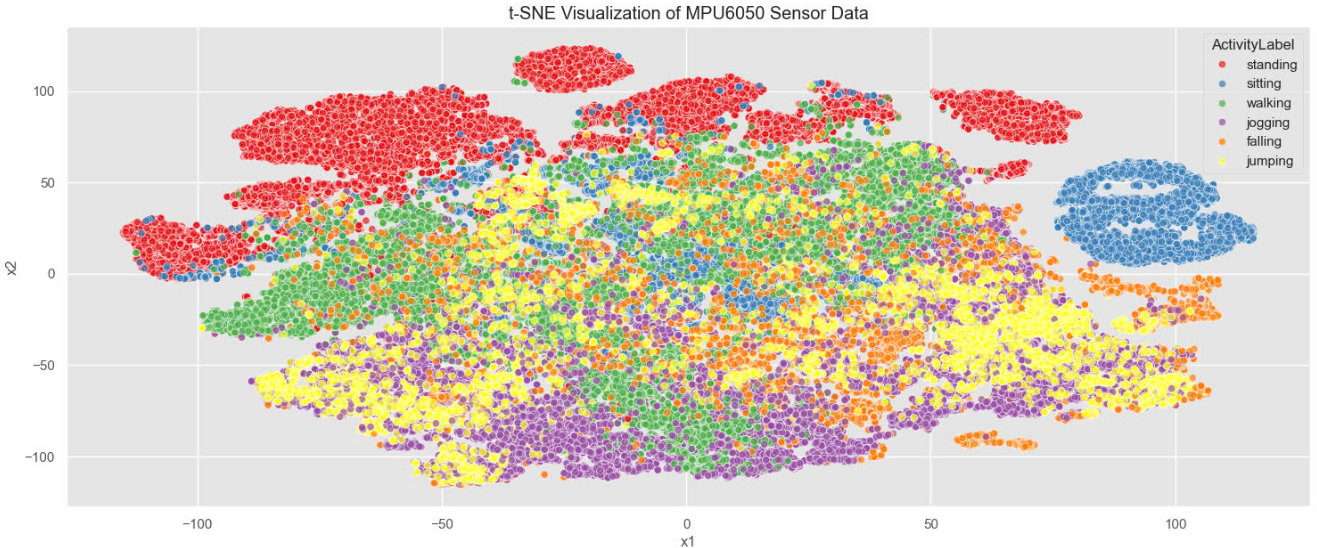 t-SNE Visualization of MPU6050 Sensor Data
ActivityLabel
standing
sitting
walking
jogging
falling
jumping
100
50
0
−50
−100
x2
−100 −50 0 50 100
x1